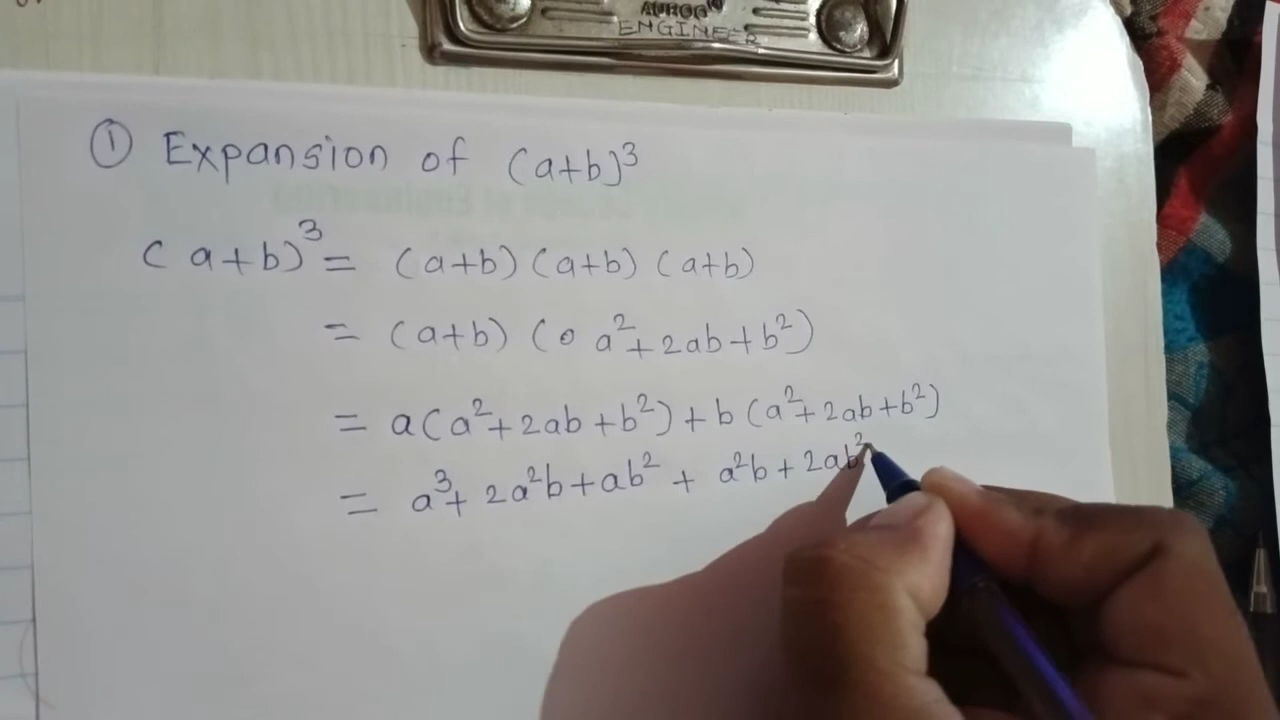 AUROO
ENGINEER
① Expansion of (a+b)³
(a+b)³ = (a+b) (a+b) (a+b)
= (a+b) (a²+2ab+b²)
= a(a²+2ab+b²) + b(a²+2ab+b²)
= a³+ 2a²b+ab² + a²b+2ab²